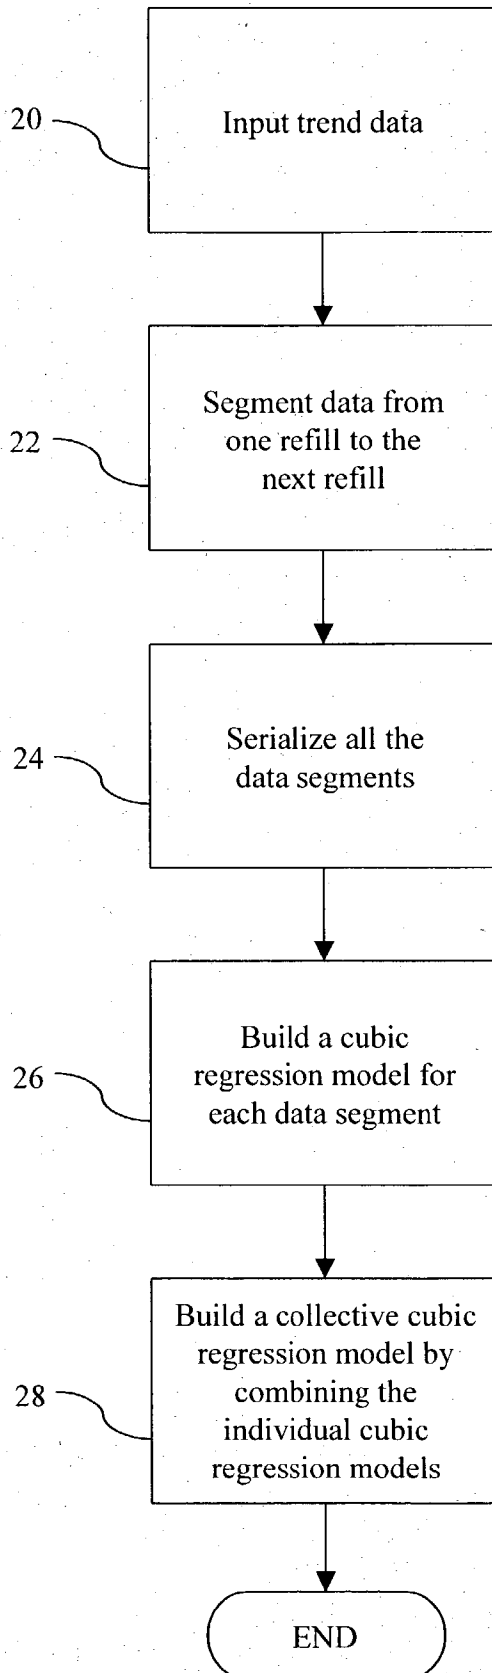 20
Input trend data
22
Segment data from
one refill to the
next refill
24
Serialize all the
data segments
26
Build a cubic
regression model for
each data segment
28
Build a collective cubic
regression model by
combining the
individual cubic
regression models
END